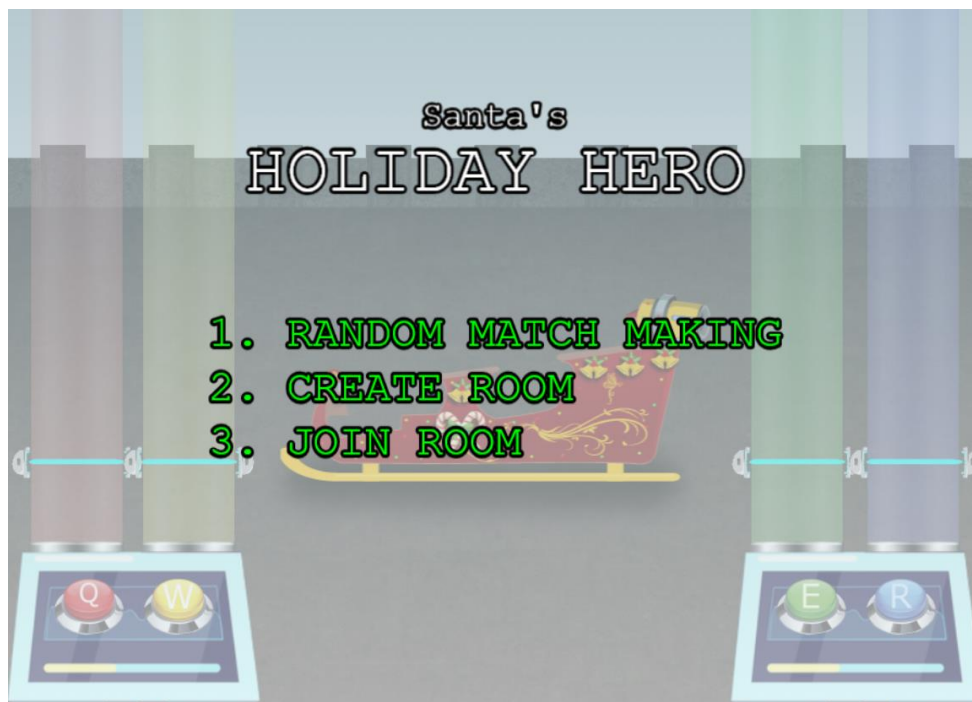 Santa's
HOLIDAY HERO
1. RANDOM MATCH MAKING
2. CREATE ROOM
3. JOIN ROOM
Q W E R